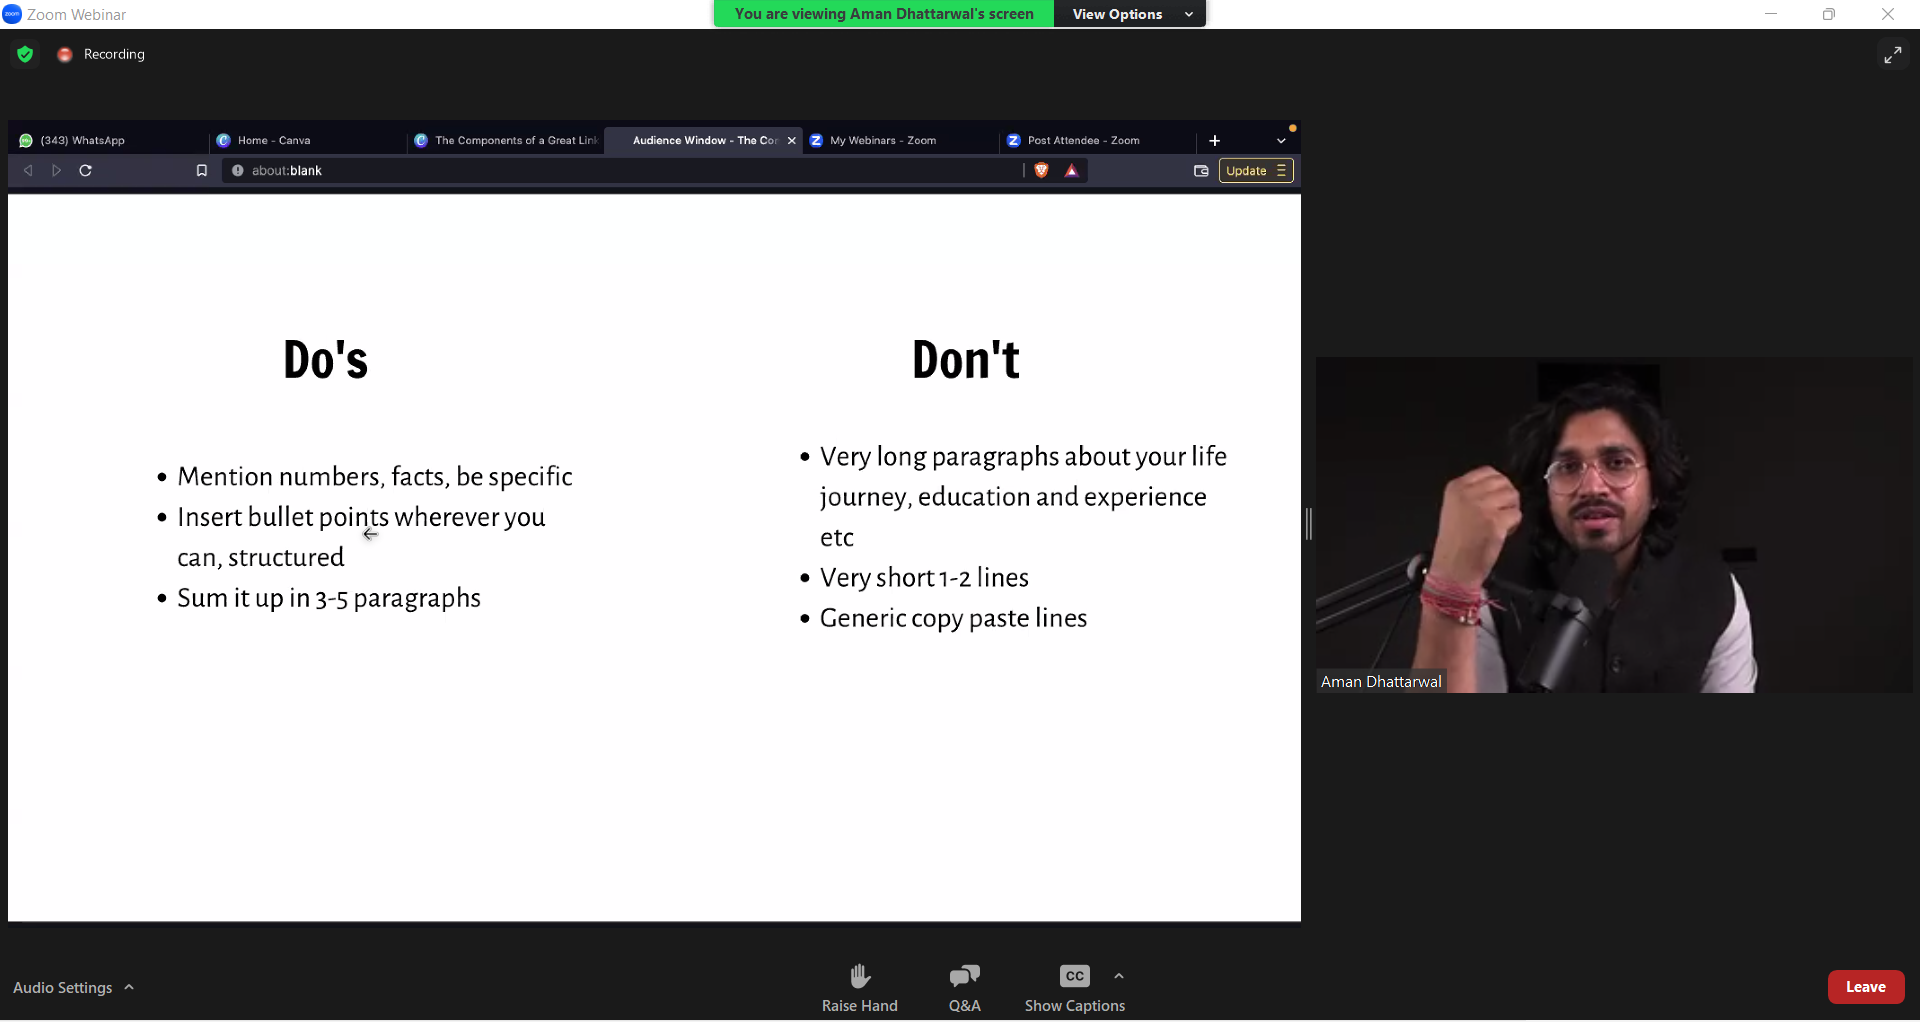 Zoom Webinar
You are viewing Aman Dhattarwal's screen View Options
Recording
(343) WhatsApp Home - Canva The Components of a Great Link Audience Window - The Co My Webinars - Zoom Post Attendee - Zoom
about:blank Update
Do's
Mention numbers, facts, be specific
Insert bullet points wherever you
can, structured
Sum it up in 3-5 paragraphs
Don't
Very long paragraphs about your life
journey, education and experience
etc
Very short 1-2 lines
Generic copy paste lines
Aman Dhattarwal
Audio Settings
Raise Hand
Q&A
CC
Show Captions
Leave